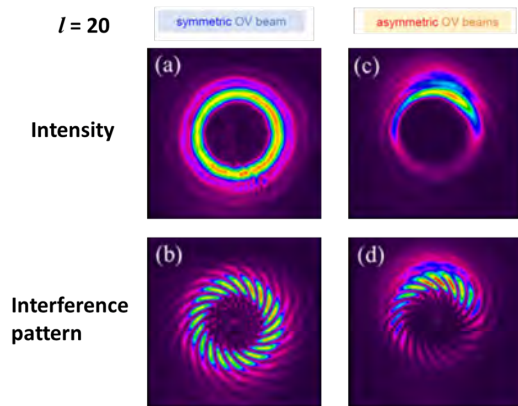 l = 20
symmetric OV beam
asymmetric OV beams
(a)
(c)
Intensity
(b)
(d)
Interference
pattern